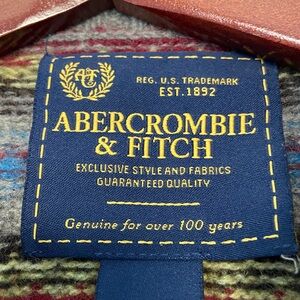 REG. U.S. TRADEMARK
EST. 1892
ABERCROMBIE
& FITCH
EXCLUSIVE STYLE AND FABRICS
GUARANTEED QUALITY
Genuine for over 100 years